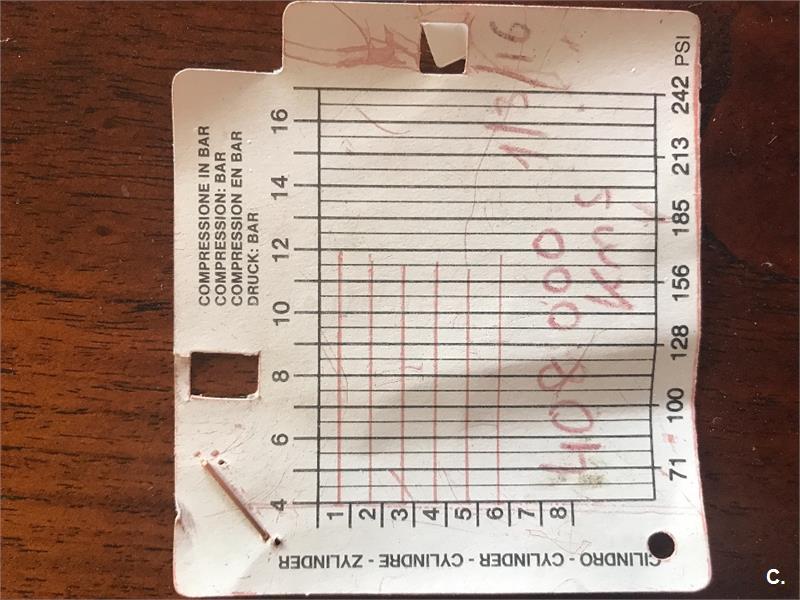 COMPRESSIONE IN BAR
COMPRESSION: BAR
COMPRESSION EN BAR
DRUCK: BAR
4 6 8 10 12 14 16
71 100 128 156 185 213 242 PSI
1 2 3 4 5 6 7 8
CILINDRO - CYLINDER - CYLINDRE - ZYLINDER
408 000
Kms
11/3/16
C.